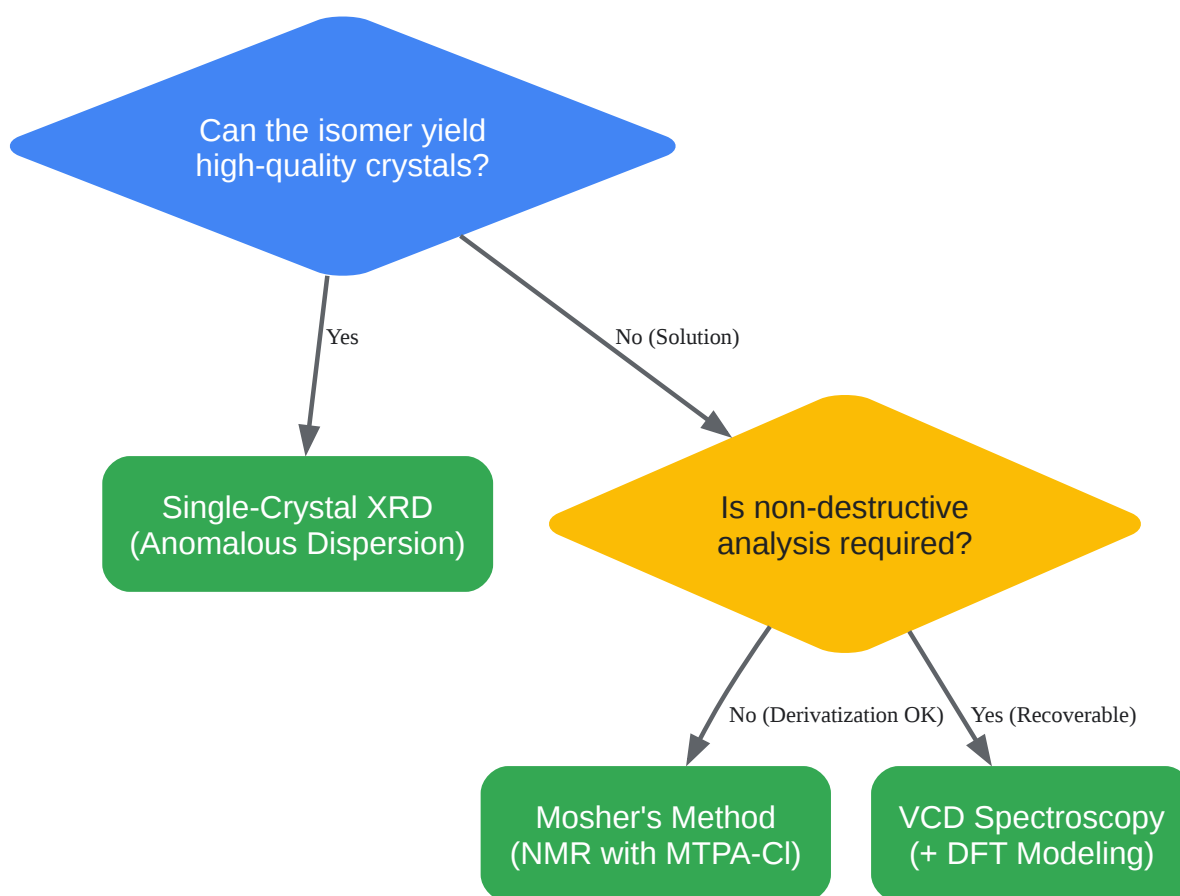 Can the isomer yield
high-quality crystals?
Yes
No (Solution)
Single-Crystal XRD
(Anomalous Dispersion)
Is non-destructive
analysis required?
No (Derivatization OK)
Yes (Recoverable)
Mosher's Method
(NMR with MTPA-Cl)
VCD Spectroscopy
(+ DFT Modeling)